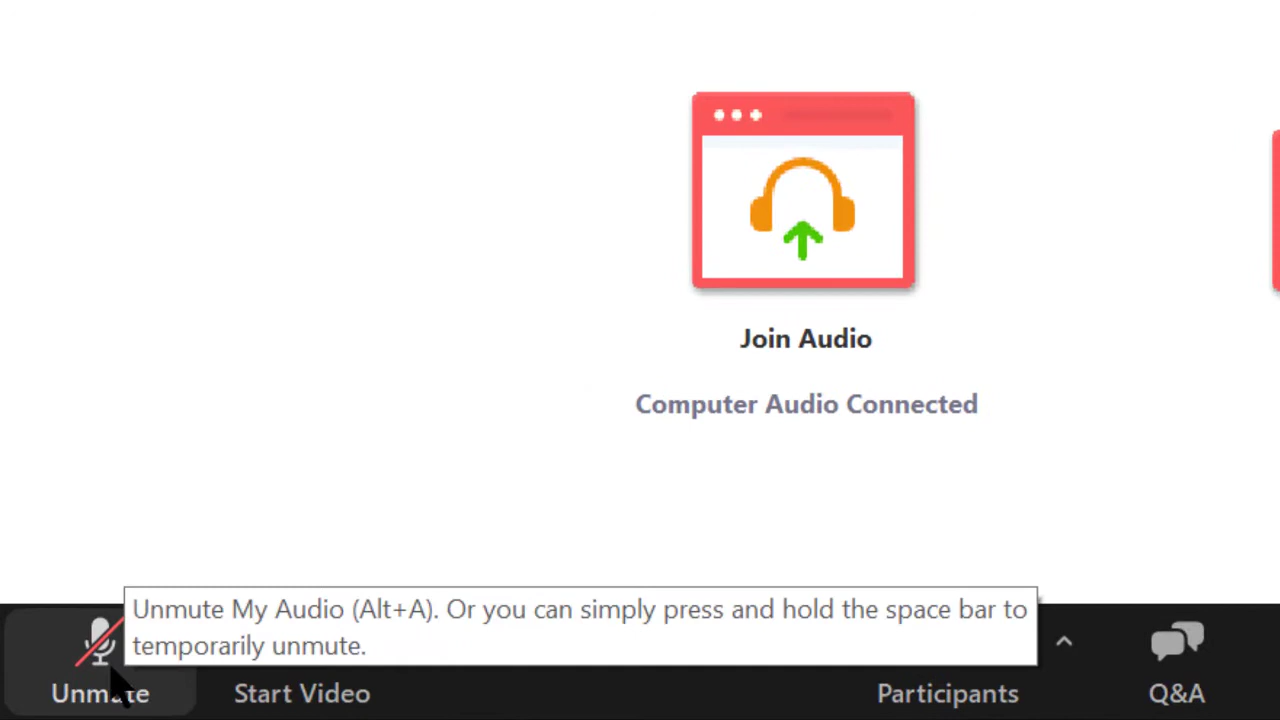 Join Audio
Computer Audio Connected
Unmute My Audio (Alt+A). Or you can simply press and hold the space bar to
temporarily unmute.
Unmute
Start Video
Participants
Q&A